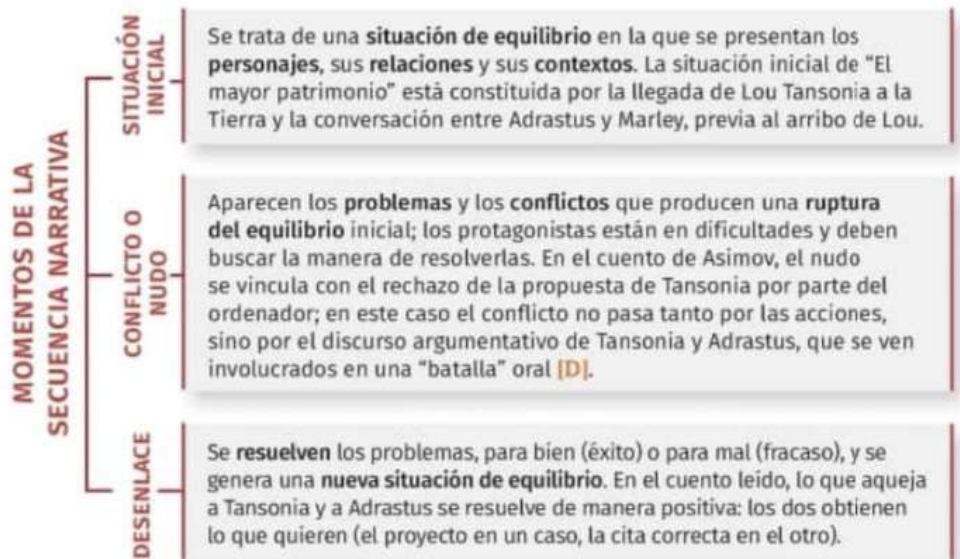 MOMENTOS DE LA
SECUENCIA NARRATIVA
SITUACIÓN
INICIAL
Se trata de una situación de equilibrio en la que se presentan los
personajes, sus relaciones y sus contextos. La situación inicial de “El
mayor patrimonio” está constituida por la llegada de Lou Tansonia a la
Tierra y la conversación entre Adrastus y Marley, previa al arribo de Lou.
CONFLICTO O
NUDO
Aparecen los problemas y los conflictos que producen una ruptura
del equilibrio inicial; los protagonistas están en dificultades y deben
buscar la manera de resolverlas. En el cuento de Asimov, el nudo
se vincula con el rechazo de la propuesta de Tansonia por parte del
ordenador; en este caso el conflicto no pasa tanto por las acciones,
sino por el discurso argumentativo de Tansonia y Adrastus, que se ven
involucrados en una “batalla” oral [D].
DESENLACE
Se resuelven los problemas, para bien (éxito) o para mal (fracaso), y se
genera una nueva situación de equilibrio. En el cuento leído, lo que aqueja
a Tansonia y a Adrastus se resuelve de manera positiva: los dos obtienen
lo que quieren (el proyecto en un caso, la cita correcta en el otro).